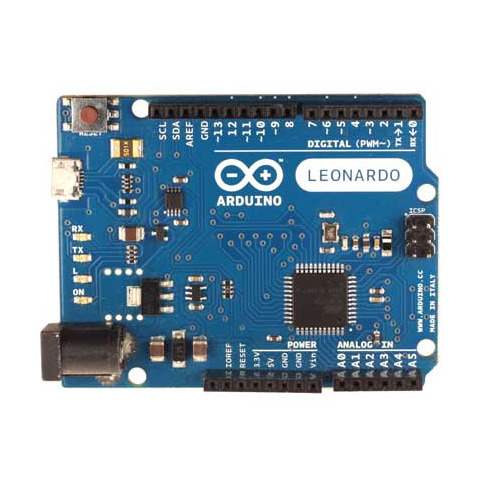 RESET
SCL
SDA
AREF
GND
~13
12
~11
~10
~9
8
7
~6
~5
4
~3
2
TX→1
RX←0
DIGITAL (PWM~)
ARDUINO™
LEONARDO
ICSP
RX
TX
L
ON
WWW.ARDUINO.CC
MADE IN ITALY
POWER
ANALOG IN
IOREF
RESET
3.3V
5V
GND
GND
Vin
A0
A1
A2
A3
A4
A5